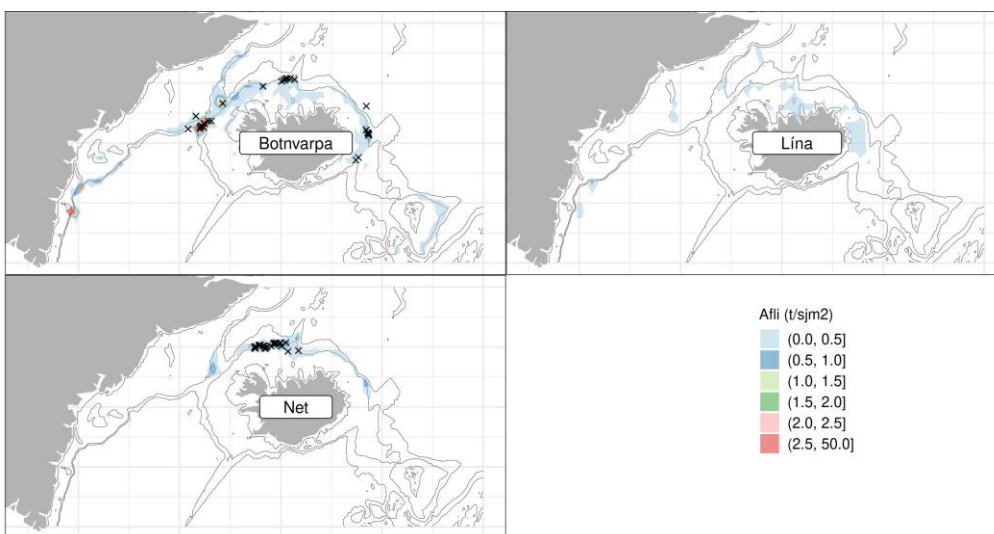 Botnvarpa
Lína
Net
Afli (t/sjm2)
(0.0, 0.5]
(0.5, 1.0]
(1.0, 1.5]
(1.5, 2.0]
(2.0, 2.5]
(2.5, 50.0]